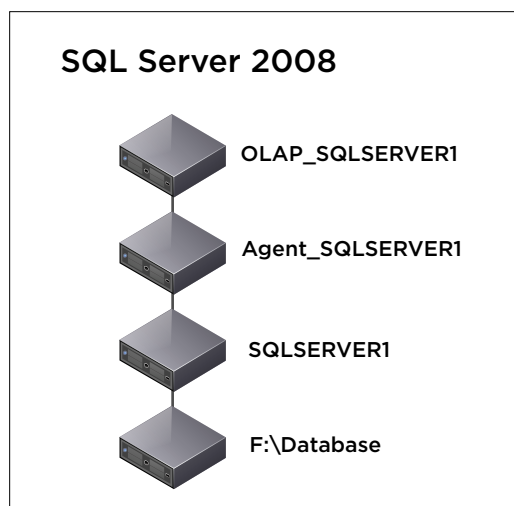 SQL Server 2008
OLAP_SQLSERVER1
Agent_SQLSERVER1
SQLSERVER1
F:\Database